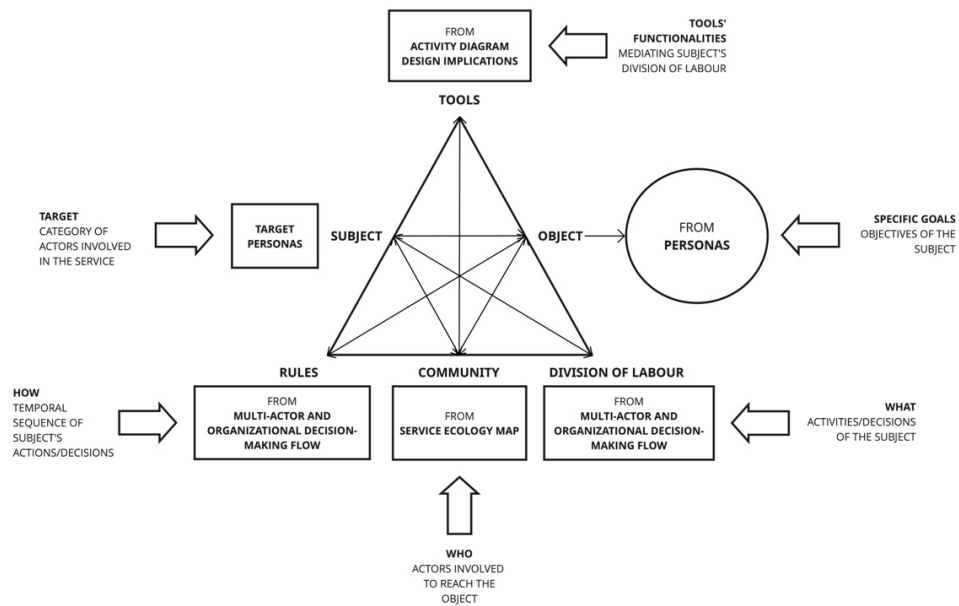 FROM
ACTIVITY DIAGRAM
DESIGN IMPLICATIONS
TOOLS'
FUNCTIONALITIES
MEDIATING SUBJECT'S
DIVISION OF LABOUR
TOOLS
TARGET
CATEGORY OF
ACTORS INVOLVED
IN THE SERVICE
TARGET
PERSONAS
SUBJECT
OBJECT
FROM
PERSONAS
SPECIFIC GOALS
OBJECTIVES OF THE
SUBJECT
RULES
COMMUNITY
DIVISION OF LABOUR
HOW
TEMPORAL
SEQUENCE OF
SUBJECT'S
ACTIONS/DECISIONS
FROM
MULTI-ACTOR AND
ORGANIZATIONAL DECISION-
MAKING FLOW
FROM
SERVICE ECOLOGY MAP
FROM
MULTI-ACTOR AND
ORGANIZATIONAL DECISION-
MAKING FLOW
WHAT
ACTIVITIES/DECISIONS
OF THE SUBJECT
WHO
ACTORS INVOLVED
TO REACH THE
OBJECT